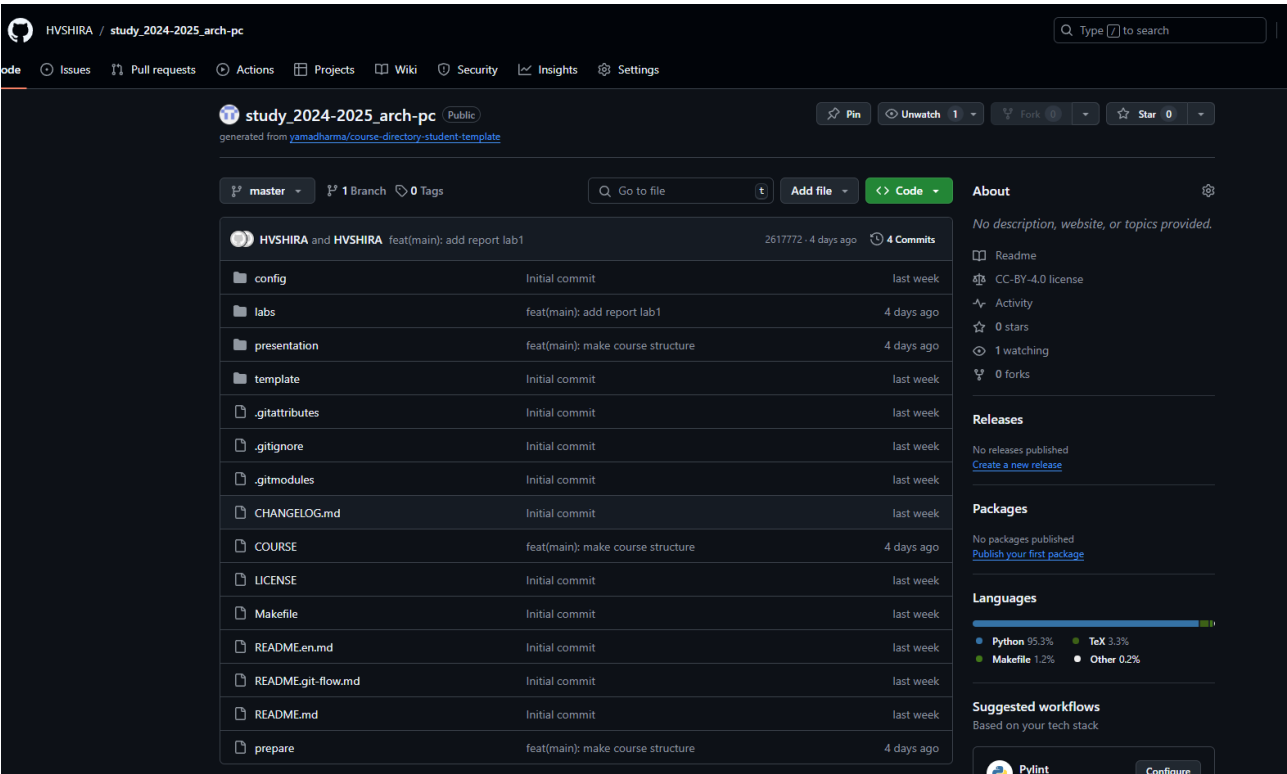 HVSHIRA / study_2024-2025_arch-pc
Type / to search
ode Issues Pull requests Actions Projects Wiki Security Insights Settings
study_2024-2025_arch-pc Public
Pin Unwatch 1 Fork 0 Star 0
generated from yamadharma/course-directory-student-template
master 1 Branch 0 Tags Go to file t Add file <> Code
HVSHIRA and HVSHIRA feat(main): add report lab1 2617772 · 4 days ago 4 Commits
config Initial commit last week
labs feat(main): add report lab1 4 days ago
presentation feat(main): make course structure 4 days ago
template Initial commit last week
.gitattributes Initial commit last week
.gitignore Initial commit last week
.gitmodules Initial commit last week
CHANGELOG.md Initial commit last week
COURSE feat(main): make course structure 4 days ago
LICENSE Initial commit last week
Makefile Initial commit last week
README.en.md Initial commit last week
README.git-flow.md Initial commit last week
README.md Initial commit last week
prepare feat(main): make course structure 4 days ago
About
No description, website, or topics provided.
Readme
CC-BY-4.0 license
Activity
0 stars
1 watching
0 forks
Releases
No releases published
Create a new release
Packages
No packages published
Publish your first package
Languages
Python 95.3% TeX 3.3%
Makefile 1.2% Other 0.2%
Suggested workflows
Based on your tech stack
Pylint Configure